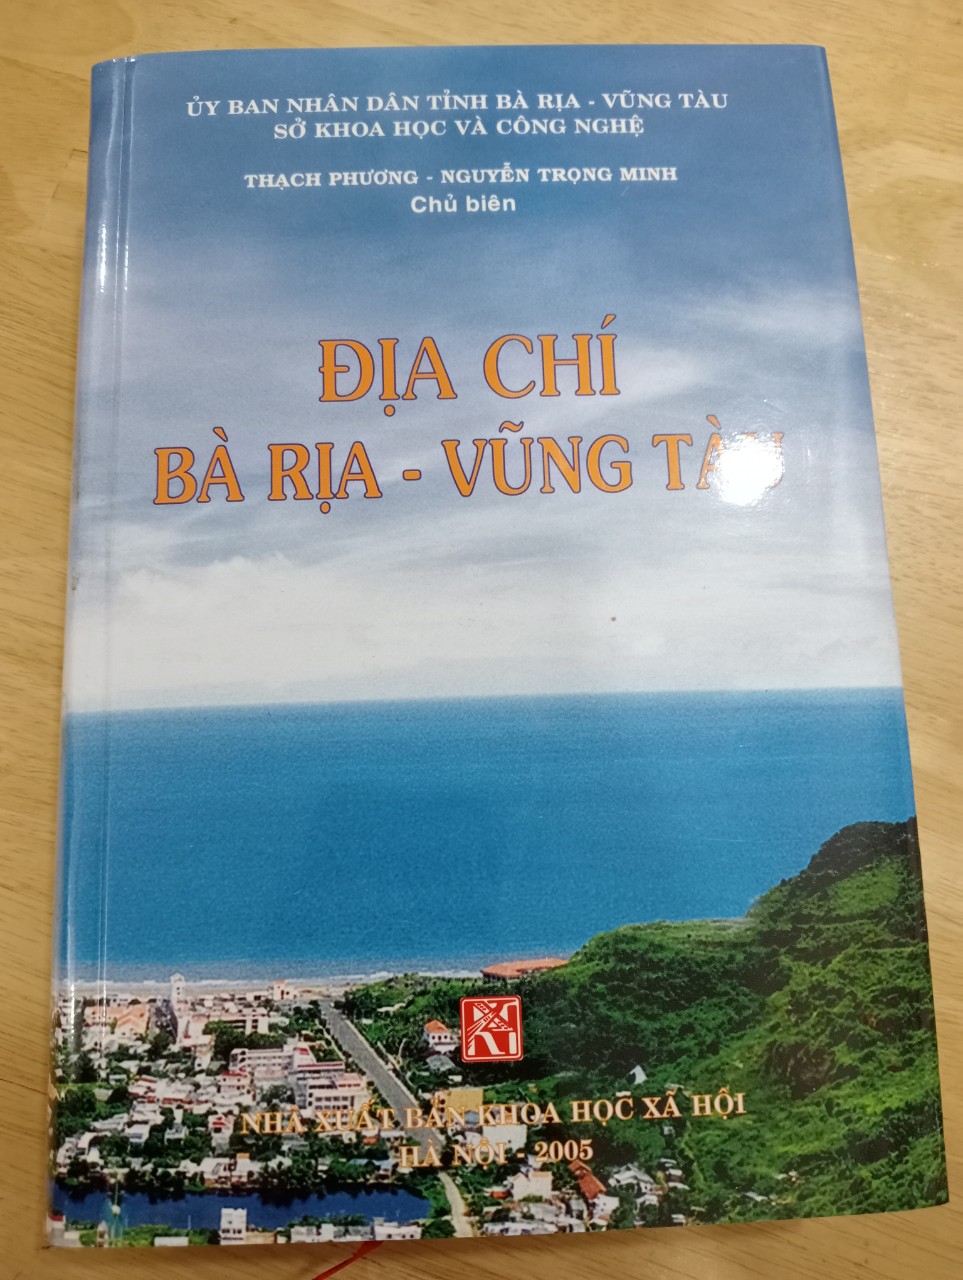 ỦY BAN NHÂN DÂN TỈNH BÀ RỊA - VŨNG TÀU
SỞ KHOA HỌC VÀ CÔNG NGHỆ
THẠCH PHƯƠNG - NGUYỄN TRỌNG MINH
Chủ biên
ĐỊA CHÍ
BÀ RỊA - VŨNG TÀU
NHÀ XUẤT BẢN KHOA HỌC XÃ HỘI
HÀ NỘI - 2005